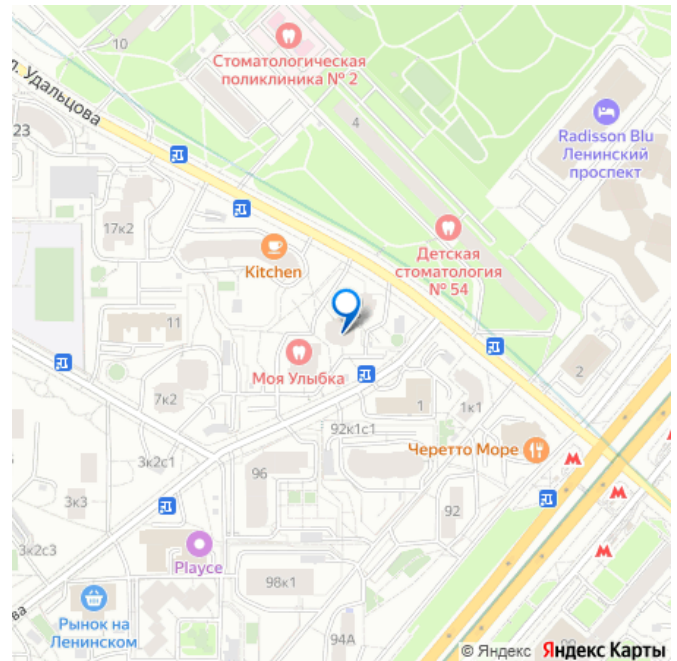 10
Стоматологическая
поликлиника № 2
л. Удальцова
23
4
Radisson Blu
Ленинский
проспект
17к2
Kitchen
Детская
стоматология
№ 54
11
Моя Улыбка
2
7к2
1
1к1
92к1с1
Черетто Море
3к2с1
96
3к3
92
3к2с3
Playce
98к1
Рынок на
Ленинском
ва
94А
© Яндекс Яндекс Карты